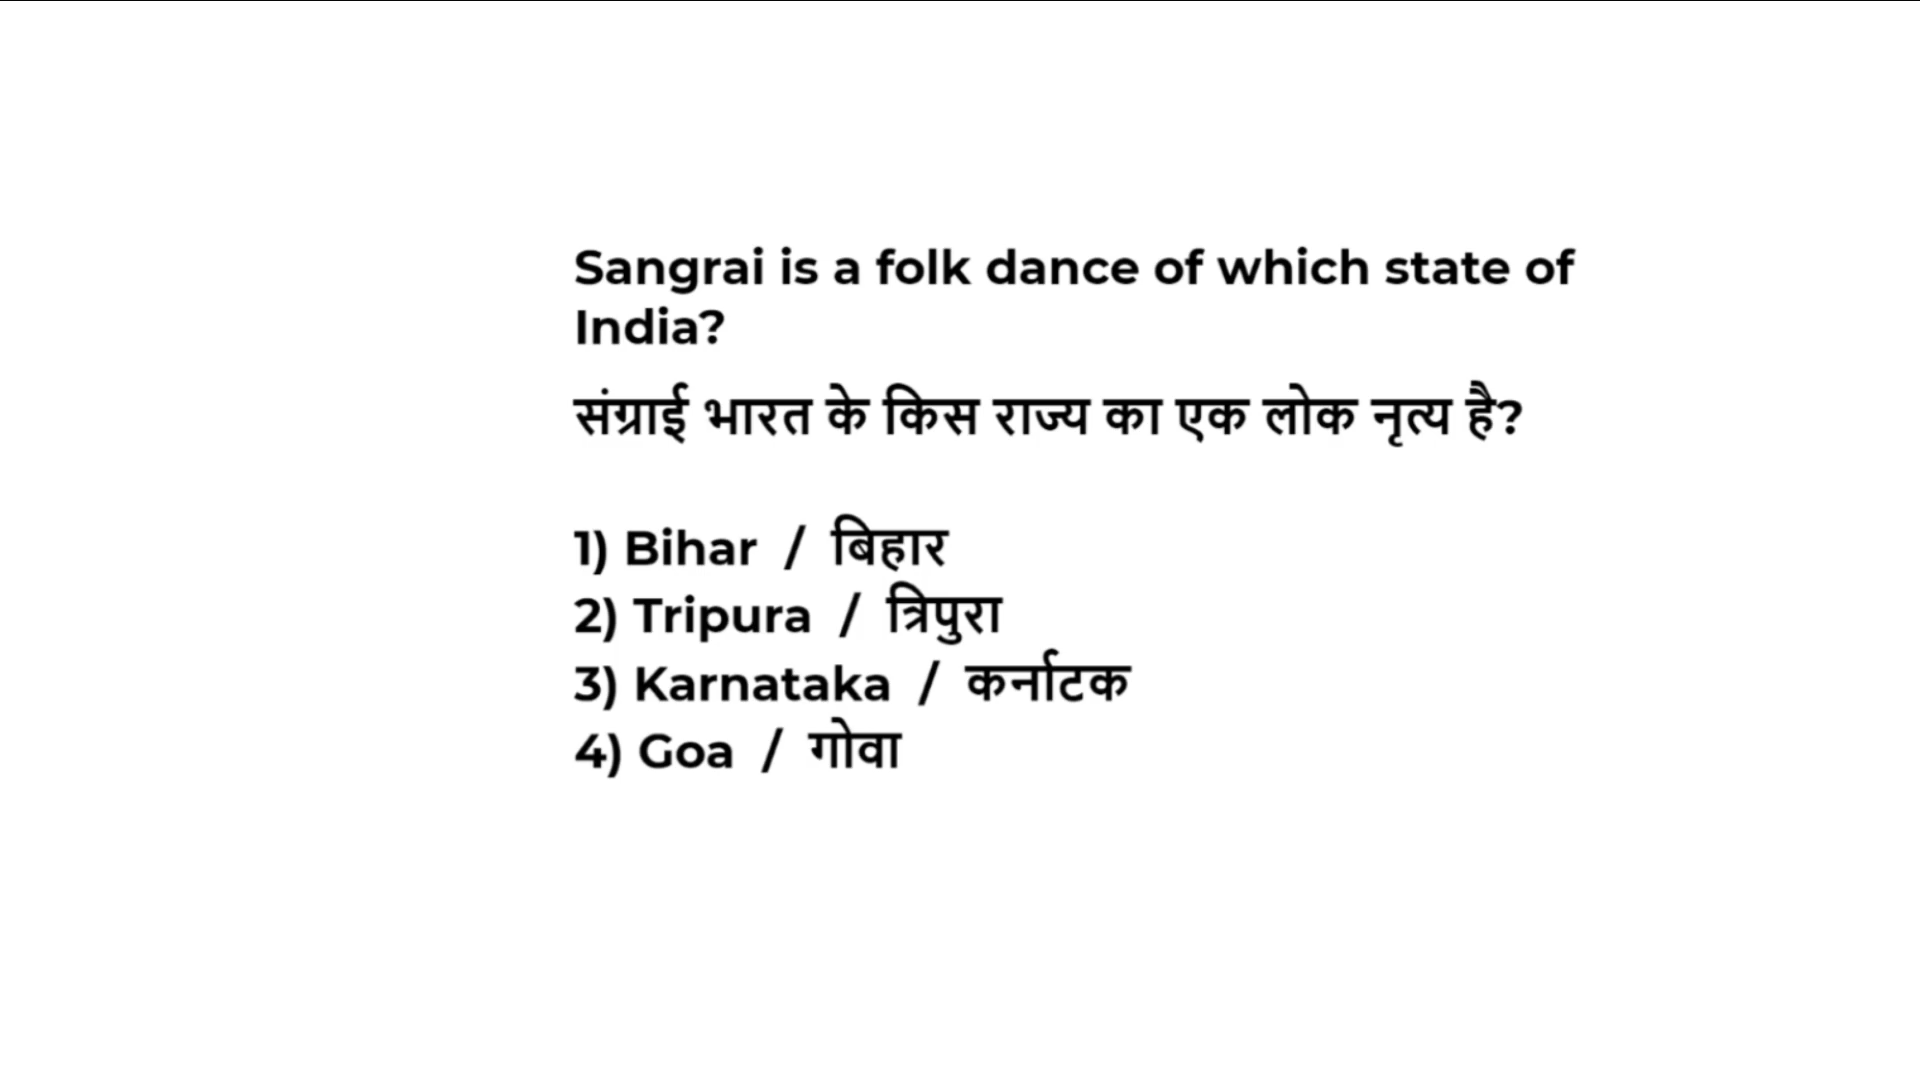 Sangrai is a folk dance of which state of
India?
संग्राई भारत के किस राज्य का एक लोक नृत्य है?
1) Bihar / बिहार
2) Tripura / त्रिपुरा
3) Karnataka / कर्नाटक
4) Goa / गोवा